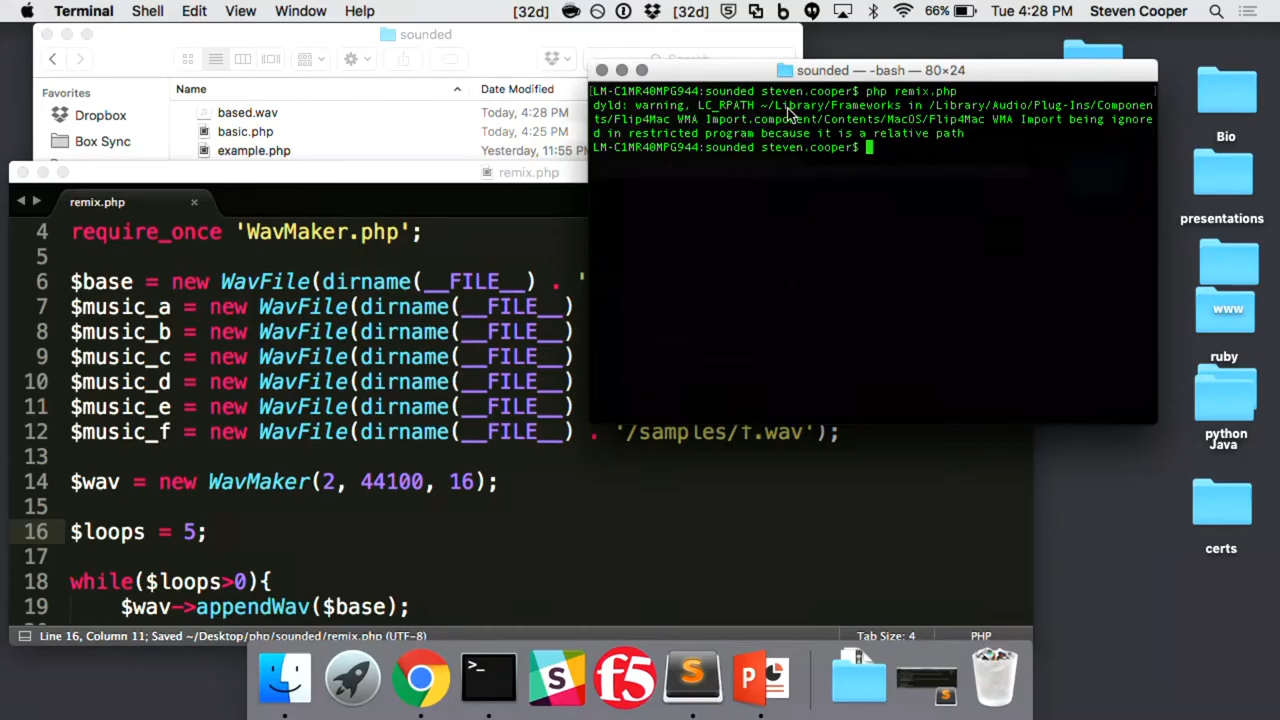 Terminal Shell Edit View Window Help [32d] [32d] 66% Tue 4:28 PM Steven Cooper
sounded
Search
Favorites
Dropbox
Box Sync
Name
Date Modified
based.wav Today, 4:28 PM
basic.php Today, 4:25 PM
example.php Yesterday, 11:55 PM
sounded — -bash — 80×24
[LM-C1MR40MPG944:sounded steven.cooper$ php remix.php ]
dyld: warning, LC_RPATH ~/Library/Frameworks in /Library/Audio/Plug-Ins/Componen
ts/Flip4Mac WMA Import.component/Contents/MacOS/Flip4Mac WMA Import being ignore
d in restricted program because it is a relative path
LM-C1MR40MPG944:sounded steven.cooper$
remix.php
remix.php ×
4 require_once 'WavMaker.php';
5
6 $base = new WavFile(dirname(__FILE__) . '
7 $music_a = new WavFile(dirname(__FILE__)
8 $music_b = new WavFile(dirname(__FILE__)
9 $music_c = new WavFile(dirname(__FILE__)
10 $music_d = new WavFile(dirname(__FILE__)
11 $music_e = new WavFile(dirname(__FILE__)
12 $music_f = new WavFile(dirname(__FILE__) . '/samples/f.wav');
13
14 $wav = new WavMaker(2, 44100, 16);
15
16 $loops = 5;
17
18 while($loops>0){
19 $wav->appendWav($base);
Line 16, Column 11; Saved ~/Desktop/php/sounded/remix.php (UTF-8) Tab Size: 4 PHP
Bio
presentations
www
ruby
python
Java
certs
>_
S
f5
S
P
S